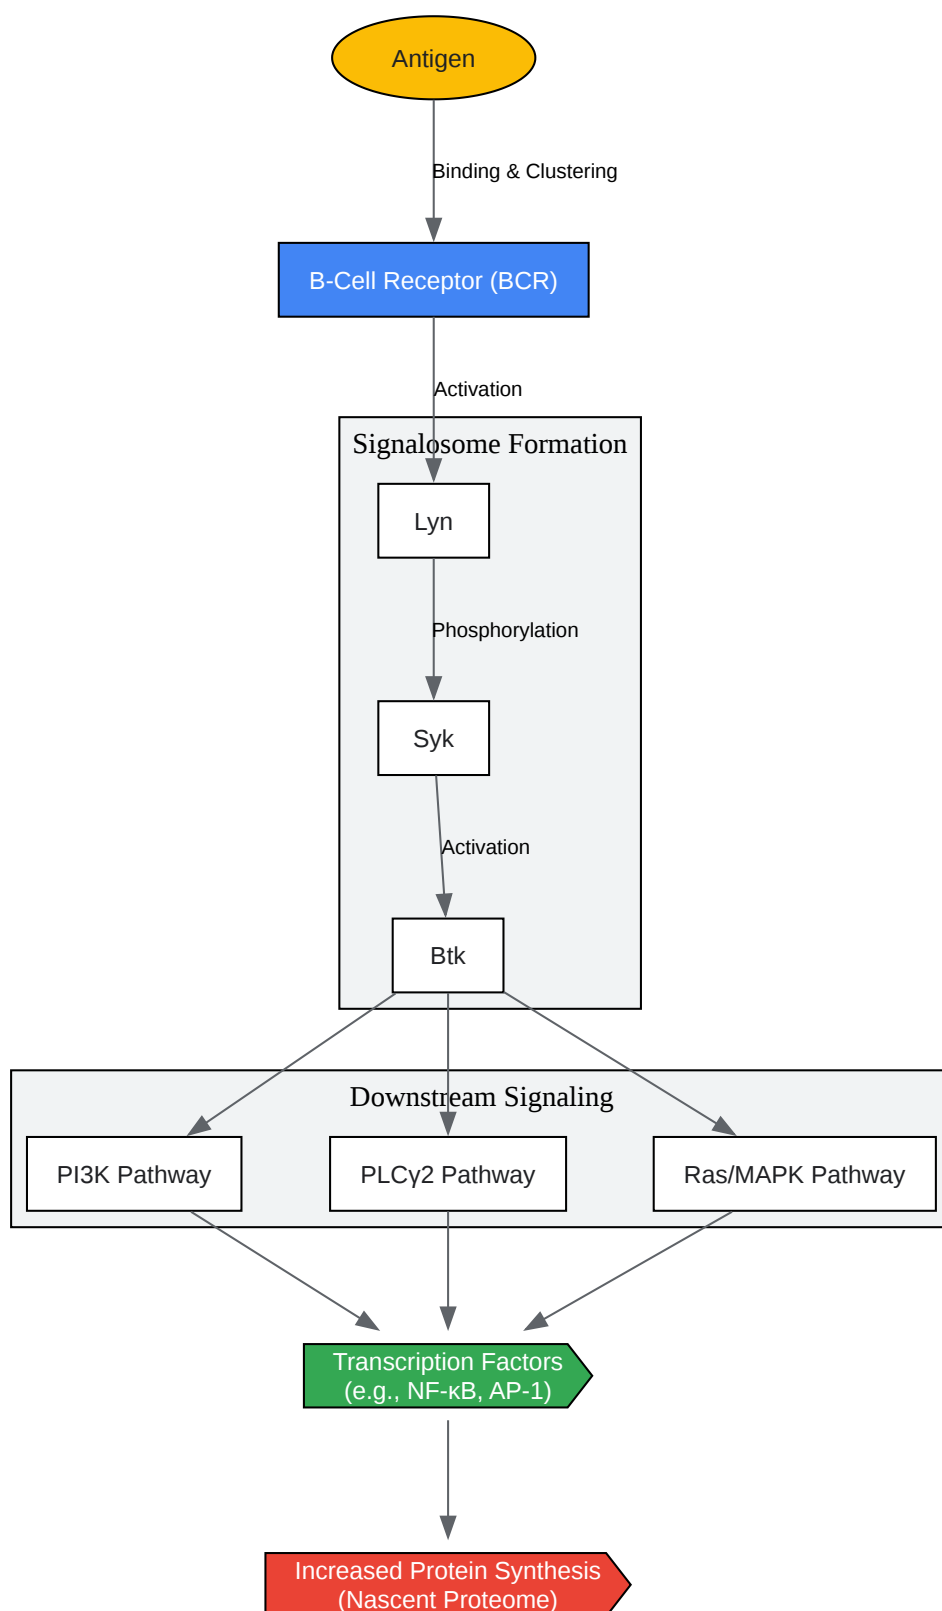 Antigen
Binding & Clustering
B-Cell Receptor (BCR)
Activation
Signalosome Formation
Lyn
Phosphorylation
Syk
Activation
Btk
Downstream Signaling
PI3K Pathway
PLCγ2 Pathway
Ras/MAPK Pathway
Transcription Factors
(e.g., NF-κB, AP-1)
Increased Protein Synthesis
(Nascent Proteome)